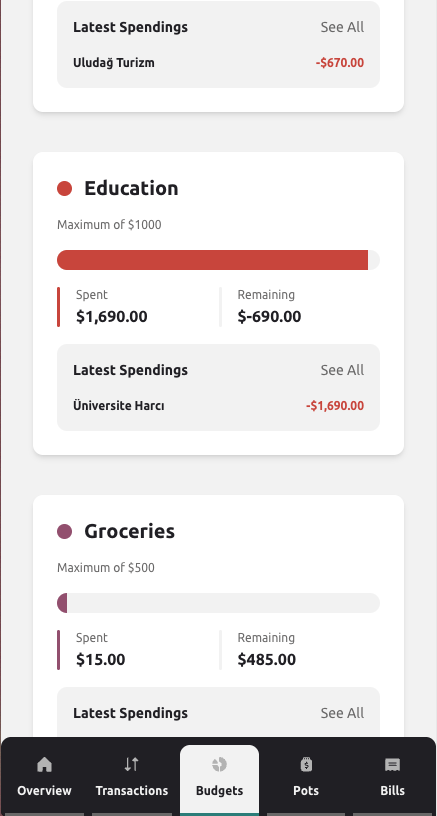 Latest Spendings See All
Uludağ Turizm -$670.00
Education
Maximum of $1000
Spent Remaining
$1,690.00 $-690.00
Latest Spendings See All
Üniversite Harcı -$1,690.00
Groceries
Maximum of $500
Spent Remaining
$15.00 $485.00
Latest Spendings See All
Overview Transactions Budgets Pots Bills